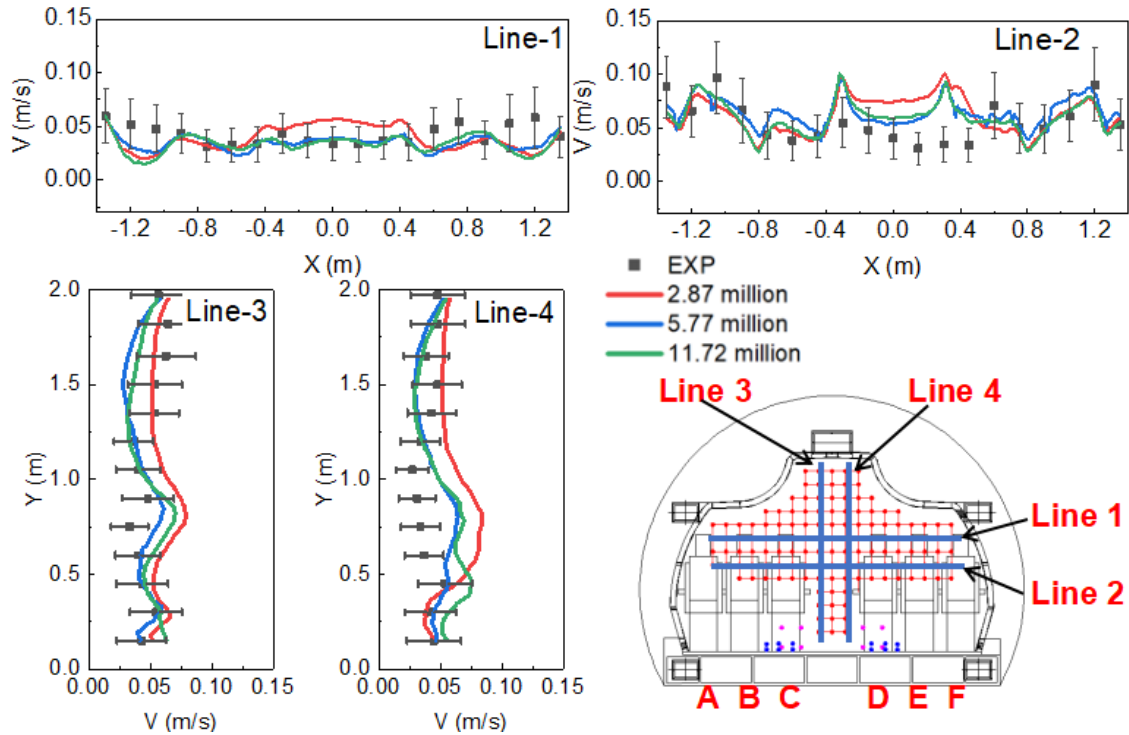 0.15
0.10
0.05
0.00
V (m/s)
Line-1
-1.2 -0.8 -0.4 0.0 0.4 0.8 1.2
X (m)
0.15
0.10
0.05
0.00
V (m/s)
Line-2
-1.2 -0.8 -0.4 0.0 0.4 0.8 1.2
X (m)
EXP
2.87 million
5.77 million
11.72 million
2.0
1.5
1.0
0.5
0.0
Y (m)
Line-3
0.00 0.05 0.10 0.15
V (m/s)
2.0
1.5
1.0
0.5
0.0
Y (m)
Line-4
0.00 0.05 0.10 0.15
V (m/s)
Line 3
Line 4
Line 1
Line 2
A B C D E F